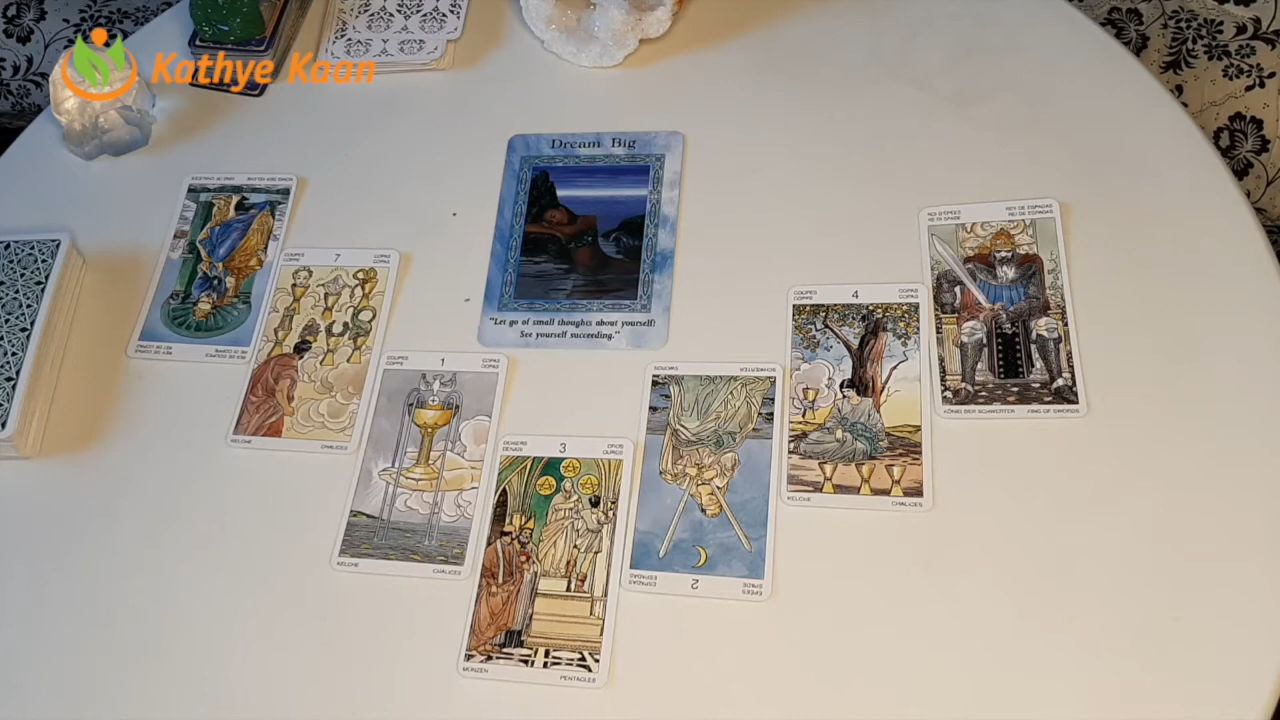 Kathye Kaan
Dream Big
"Let go of small thoughts about yourself!
See yourself succeeding."
COUPES
COPPE
7
COPAS
COPAS
KELCHE
CHALICES
COUPES
COPPE
1
COPAS
COPAS
KELCHE
CHALICES
DENIERS
DENARI
3
OROS
OUROS
MÜNZEN
PENTACLES
SWORDS
SCHWERTER
ESPADAS
ESPADAS
2
ÉPÉES
SPADE
COUPES
COPPE
4
COPAS
COPAS
KELCHE
CHALICES
ROI D'ÉPÉES
RE DI SPADE
REY DE ESPADAS
REI DE ESPADAS
KÖNIG DER SCHWERTER
KING OF SWORDS